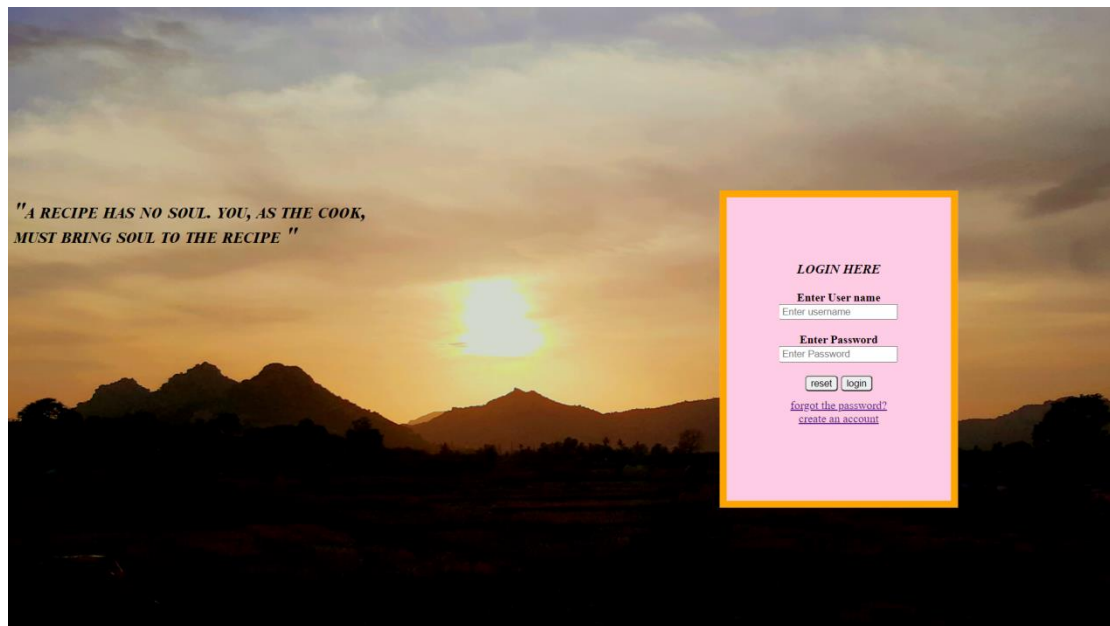 "A RECIPE HAS NO SOUL. YOU, AS THE COOK,
MUST BRING SOUL TO THE RECIPE "
LOGIN HERE
Enter User name
Enter username
Enter Password
Enter Password
reset login
forgot the password?
create an account